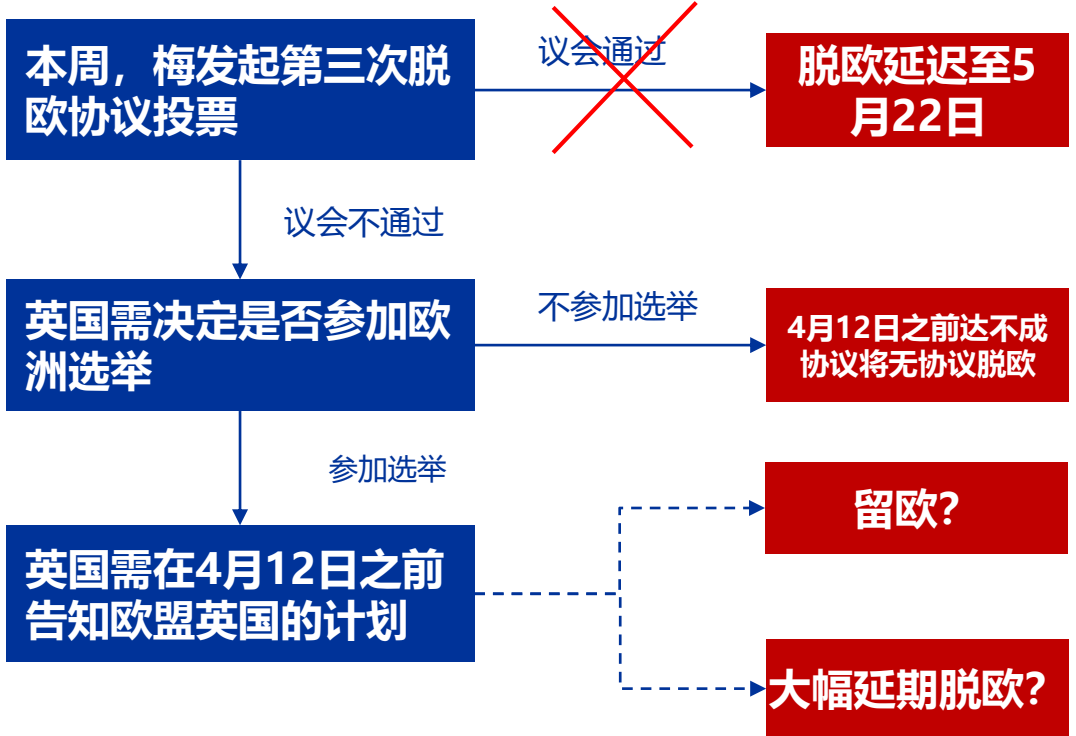 本周，梅发起第三次脱
欧协议投票
议会通过
脱欧延迟至5
月22日
议会不通过
英国需决定是否参加欧
洲选举
不参加选举
4月12日之前达不成
协议将无协议脱欧
参加选举
英国需在4月12日之前
告知欧盟英国的计划
留欧？
大幅延期脱欧？